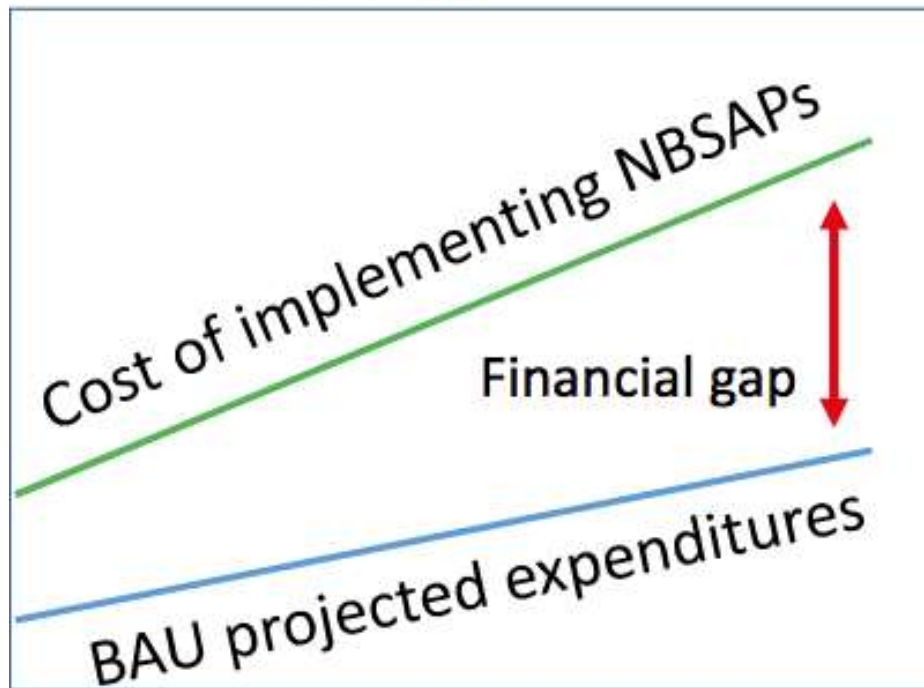 Cost of implementing NBSAPs
Financial gap
BAU projected expenditures